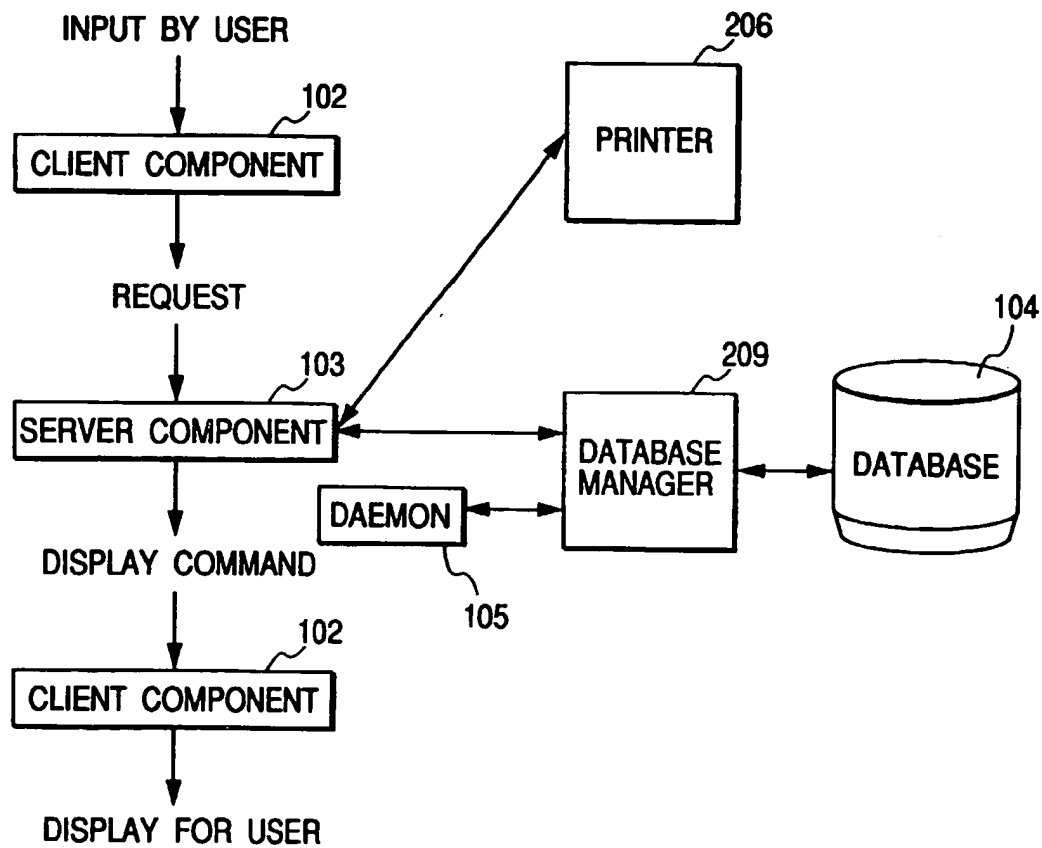 INPUT BY USER
206
102
CLIENT COMPONENT
PRINTER
REQUEST
104
103
209
SERVER COMPONENT
DATABASE
MANAGER
DATABASE
DAEMON
DISPLAY COMMAND
105
102
CLIENT COMPONENT
DISPLAY FOR USER